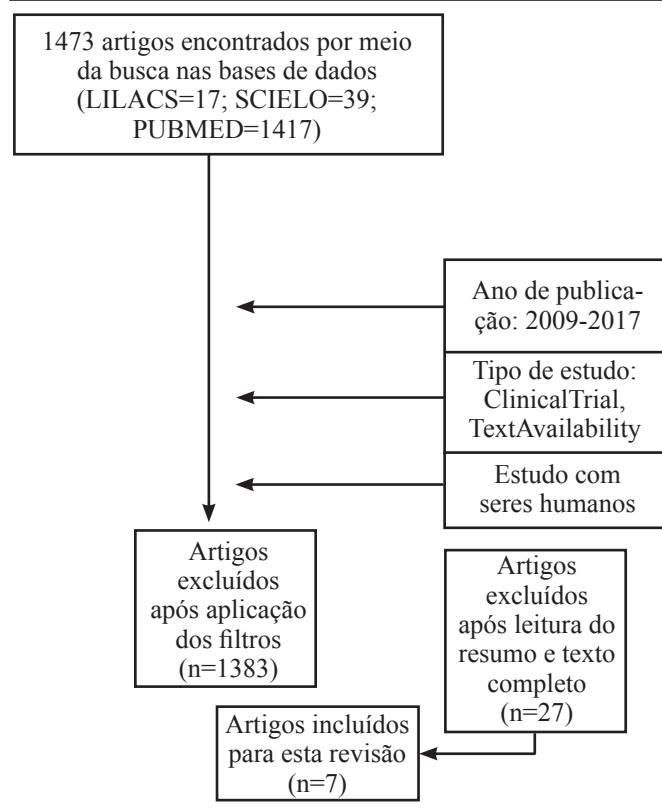 1473 artigos encontrados por meio
da busca nas bases de dados
(LILACS=17; SCIELO=39;
PUBMED=1417)
Ano de publica-
ção: 2009-2017
Tipo de estudo:
ClinicalTrial,
TextAvailability
Estudo com
seres humanos
Artigos
excluídos
após aplicação
dos filtros
(n=1383)
Artigos
excluídos
após leitura do
resumo e texto
completo
(n=27)
Artigos incluídos
para esta revisão
(n=7)